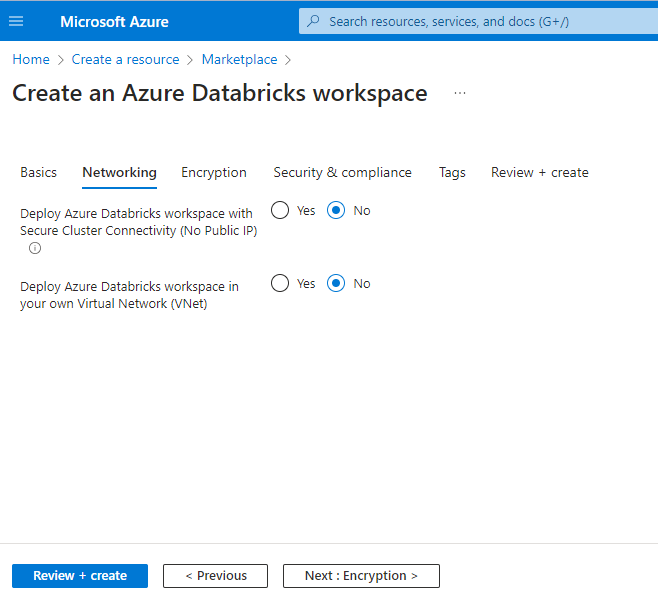 Microsoft Azure
Search resources, services, and docs (G+/)
Home > Create a resource > Marketplace >
Create an Azure Databricks workspace ...
Basics Networking Encryption Security & compliance Tags Review + create
Deploy Azure Databricks workspace with
Secure Cluster Connectivity (No Public IP)
Yes No
Deploy Azure Databricks workspace in
your own Virtual Network (VNet)
Yes No
Review + create
< Previous
Next : Encryption >